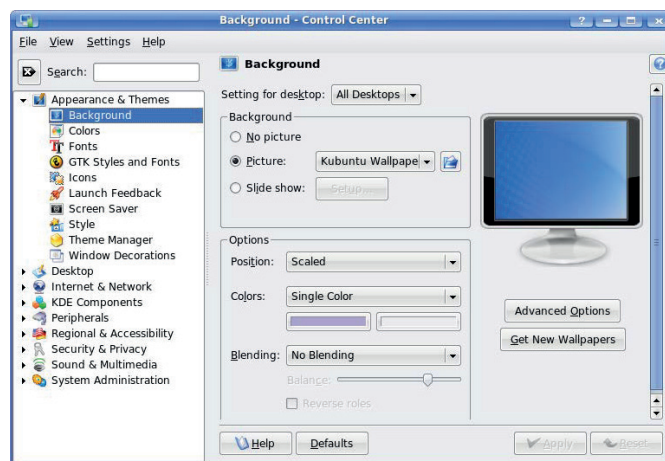 Background - Control Center
File View Settings Help
Search:
Background
Appearance & Themes
Background
Colors
Fonts
GTK Styles and Fonts
Icons
Launch Feedback
Screen Saver
Style
Theme Manager
Window Decorations
Desktop
Internet & Network
KDE Components
Peripherals
Regional & Accessibility
Security & Privacy
Sound & Multimedia
System Administration
Setting for desktop: All Desktops
Background
No picture
Picture: Kubuntu Wallpape
Slide show: Setup...
Options
Position: Scaled
Colors: Single Color
Blending: No Blending
Balance:
Reverse roles
Advanced Options
Get New Wallpapers
Help Defaults Apply Reset